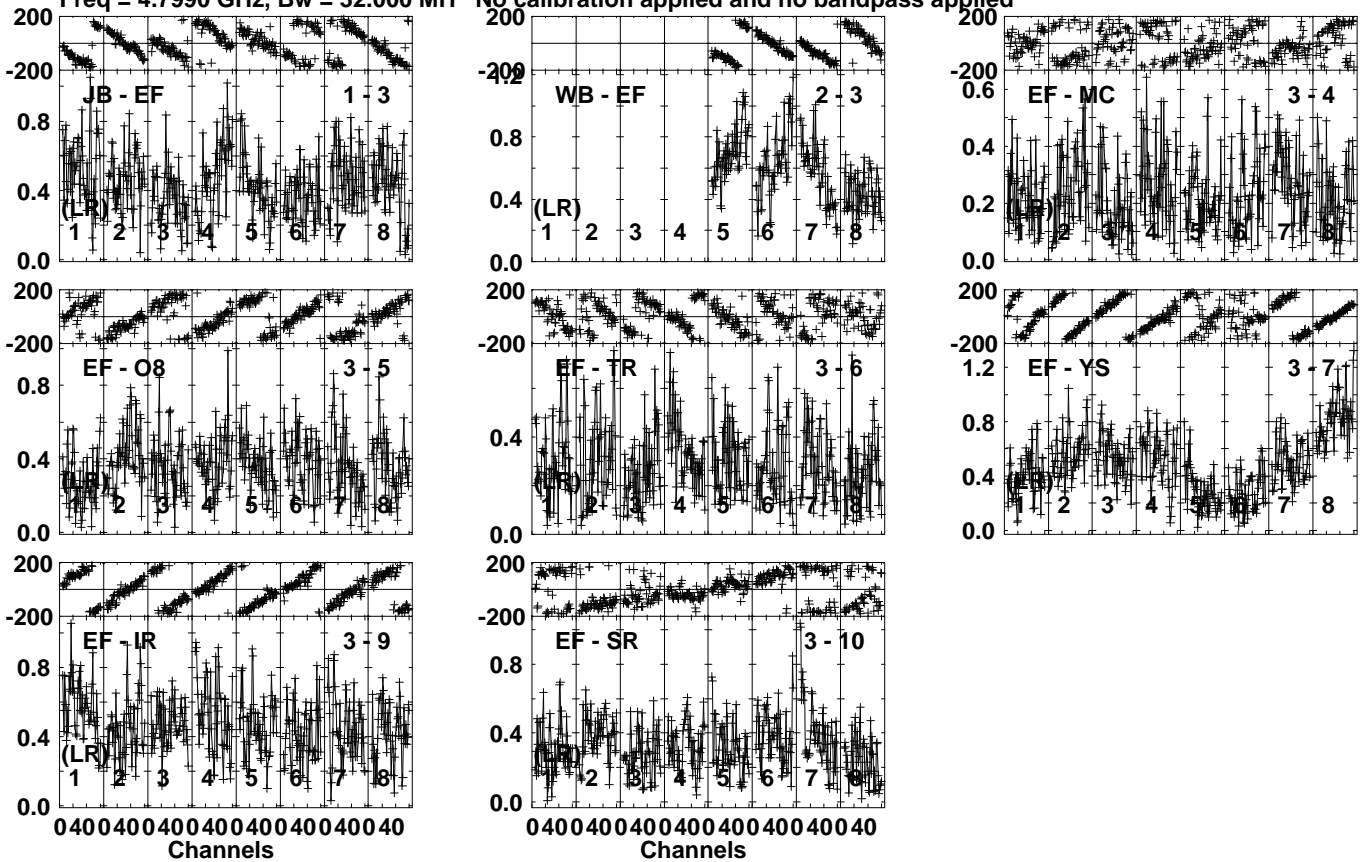 Freq = 4.7990 GHz, Bw = 32.000 MH No calibration applied and no bandpass applied
200
-200
JB - EF 1 - 3
0.8
0.4
0.0
(LR)
1 2 3 4 5 6 7 8
200
-200
1.2
WB - EF 2 - 3
0.8
0.4
0.0
(LR)
1 2 3 4 5 6 7 8
200
-200
0.6
EF - MC 3 - 4
0.4
0.2
0.0
(LR)
1 2 3 4 5 6 7 8
200
-200
EF - O8 3 - 5
0.8
0.4
0.0
(LR)
1 2 3 4 5 6 7 8
200
-200
EF - TR 3 - 6
0.4
0.0
(LR)
1 2 3 4 5 6 7 8
200
-200
EF - YS 3 - 7
1.2
0.8
0.4
0.0
(LR)
1 2 3 4 5 6 7 8
200
-200
EF - IR 3 - 9
0.8
0.4
0.0
(LR)
1 2 3 4 5 6 7 8
0 40 0 40 0 40 0 40 0 40 0 40 0 40 0 40
Channels
200
-200
EF - SR 3 - 10
0.8
0.4
0.0
(LR)
1 2 3 4 5 6 7 8
0 40 0 40 0 40 0 40 0 40 0 40 0 40 0 40
Channels